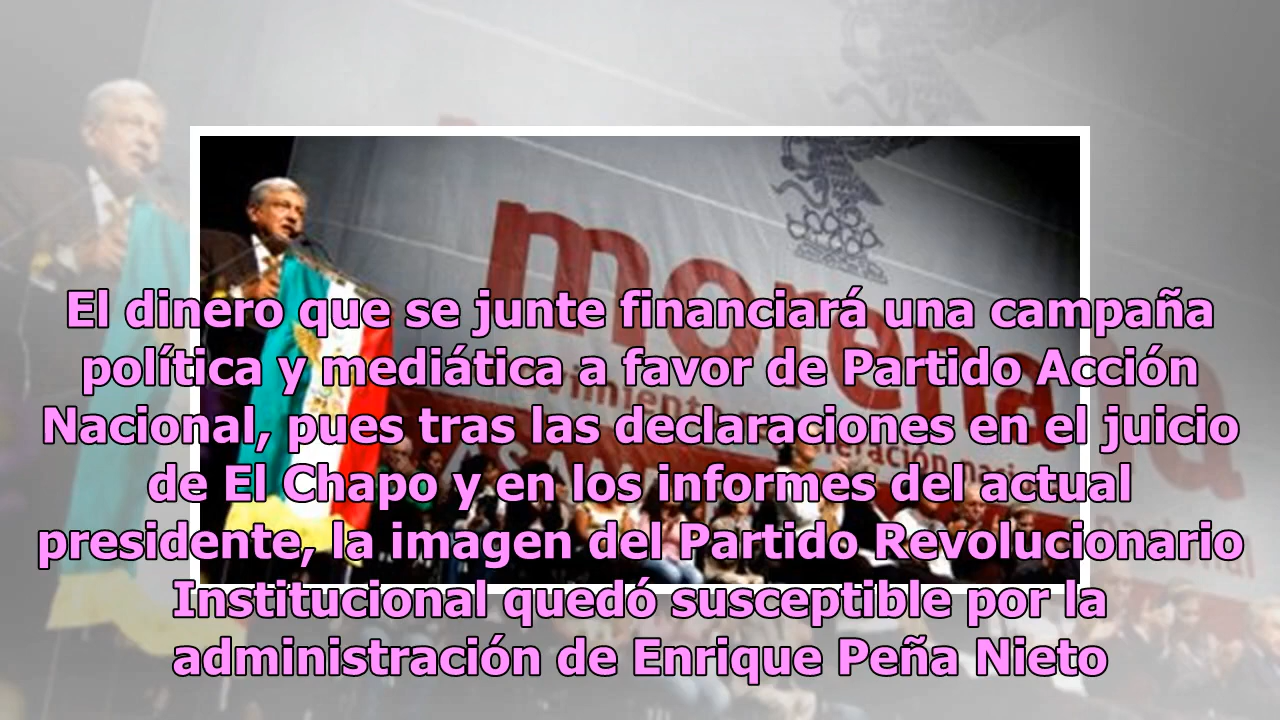 morena
El dinero que se junte financiará una campaña
política y mediática a favor de Partido Acción
Nacional, pues tras las declaraciones en el juicio
de El Chapo y en los informes del actual
presidente, la imagen del Partido Revolucionario
Institucional quedó susceptible por la
administración de Enrique Peña Nieto